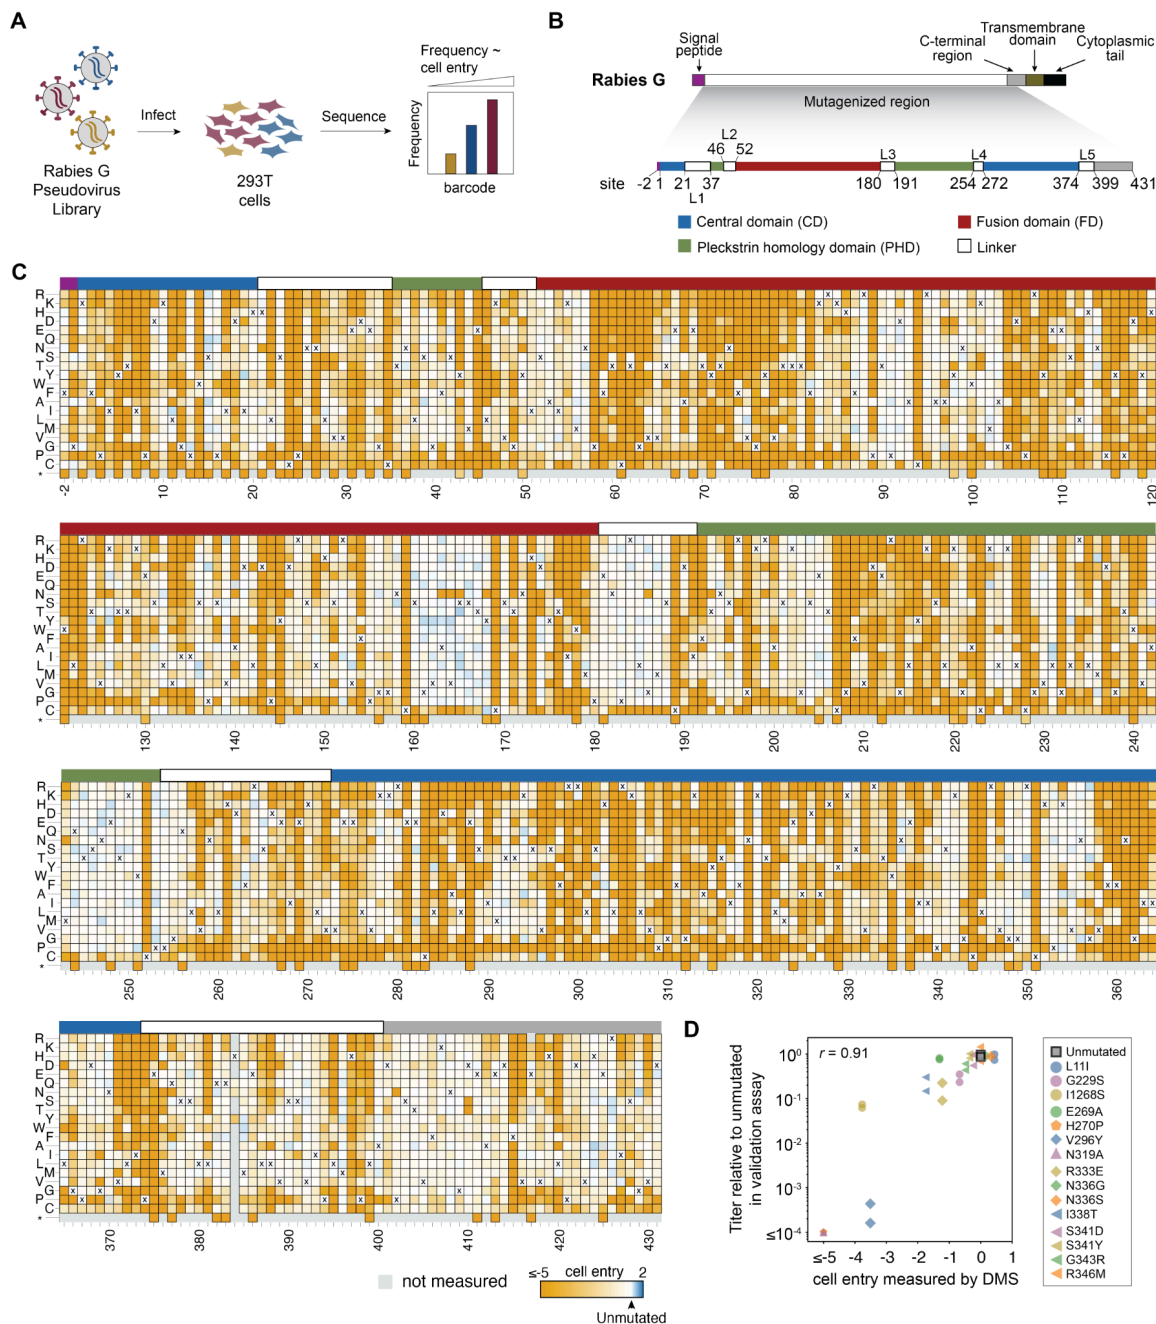 A
Rabies G
Pseudovirus
Library
Infect
293T
cells
Sequence
Frequency ~
cell entry
Frequency
barcode
B
Signal
peptide
C-terminal
region
Transmembrane
domain
Cytoplasmic
tail
Rabies G
Mutagenized region
L2
46 52
L3
L4
L5
site
-2 1 21 37 180 191 254 272 374 399 431
L1
Central domain (CD)
Fusion domain (FD)
Pleckstrin homology domain (PHD)
Linker
C
R
K
H
D
E
Q
N
S
T
Y
W
F
A
I
L
M
V
G
P
C
*
-2 10 20 30 40 50 60 70 80 90 100 110 120
R
K
H
D
E
Q
N
S
T
Y
W
F
A
I
L
M
V
G
P
C
*
130 140 150 160 170 180 190 200 210 220 230 240
R
K
H
D
E
Q
N
S
T
Y
W
F
A
I
L
M
V
G
P
C
*
250 260 270 280 290 300 310 320 330 340 350 360
R
K
H
D
E
Q
N
S
T
Y
W
F
A
I
L
M
V
G
P
C
*
370 380 390 400 410 420 430
not measured
≤-5 cell entry 2
Unmutated
D
r = 0.91
Titer relative to unmutated
in validation assay
10⁰
10⁻¹
10⁻²
10⁻³
≤10⁻⁴
≤-5 -4 -3 -2 -1 0 1
cell entry measured by DMS
Unmutated
L11I
G229S
I1268S
E269A
H270P
V296Y
N319A
R333E
N336G
N336S
I338T
S341D
S341Y
G343R
R346M